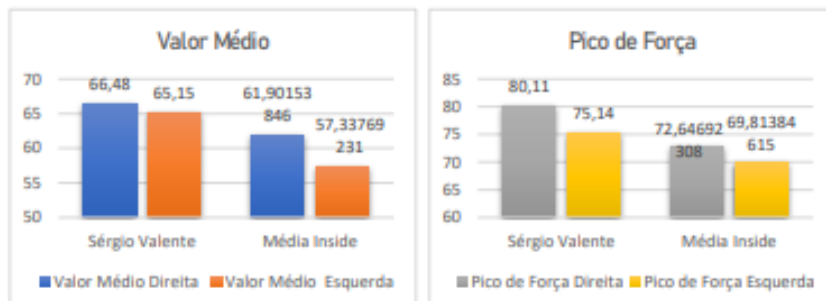 Valor Médio
70
65
60
55
50
66,48
65,15
61,90153
846
57,33769
231
Sérgio Valente
Média Inside
Valor Médio Direita
Valor Médio Esquerda
Pico de Força
85
80
75
70
65
60
80,11
75,14
72,64692
308
69,81384
615
Sérgio Valente
Média Inside
Pico de Força Direita
Pico de Força Esquerda